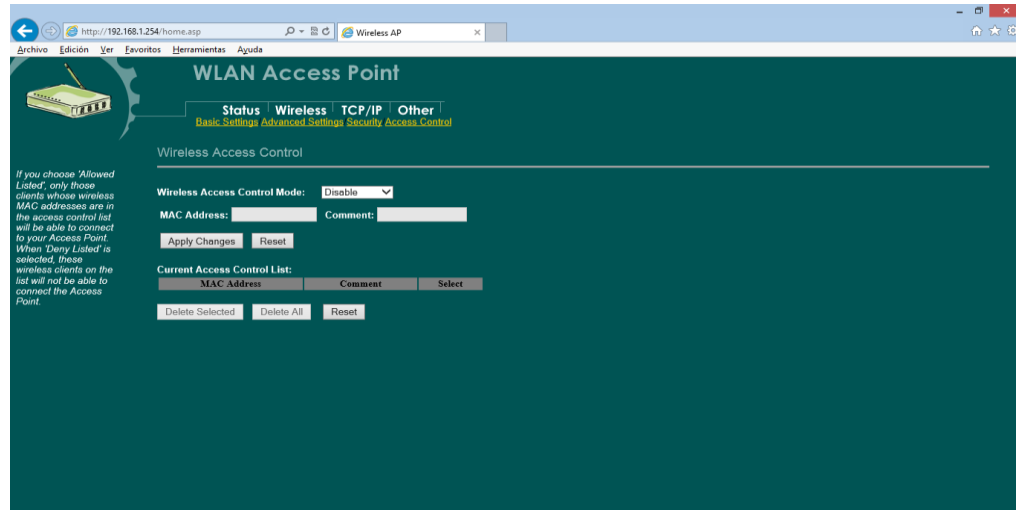 http://192.168.1.254/home.asp
Wireless AP
Archivo Edición Ver Favoritos Herramientas Ayuda
WLAN Access Point
Status Wireless TCP/IP Other
Basic Settings Advanced Settings Security Access Control
Wireless Access Control
If you choose 'Allowed
Listed', only those
clients whose wireless
MAC addresses are in
the access control list
will be able to connect
to your Access Point.
When 'Deny Listed' is
selected, these
wireless clients on the
list will not be able to
connect the Access
Point.
Wireless Access Control Mode: Disable
MAC Address: Comment:
Apply Changes Reset
Current Access Control List:
MAC Address Comment Select
Delete Selected Delete All Reset